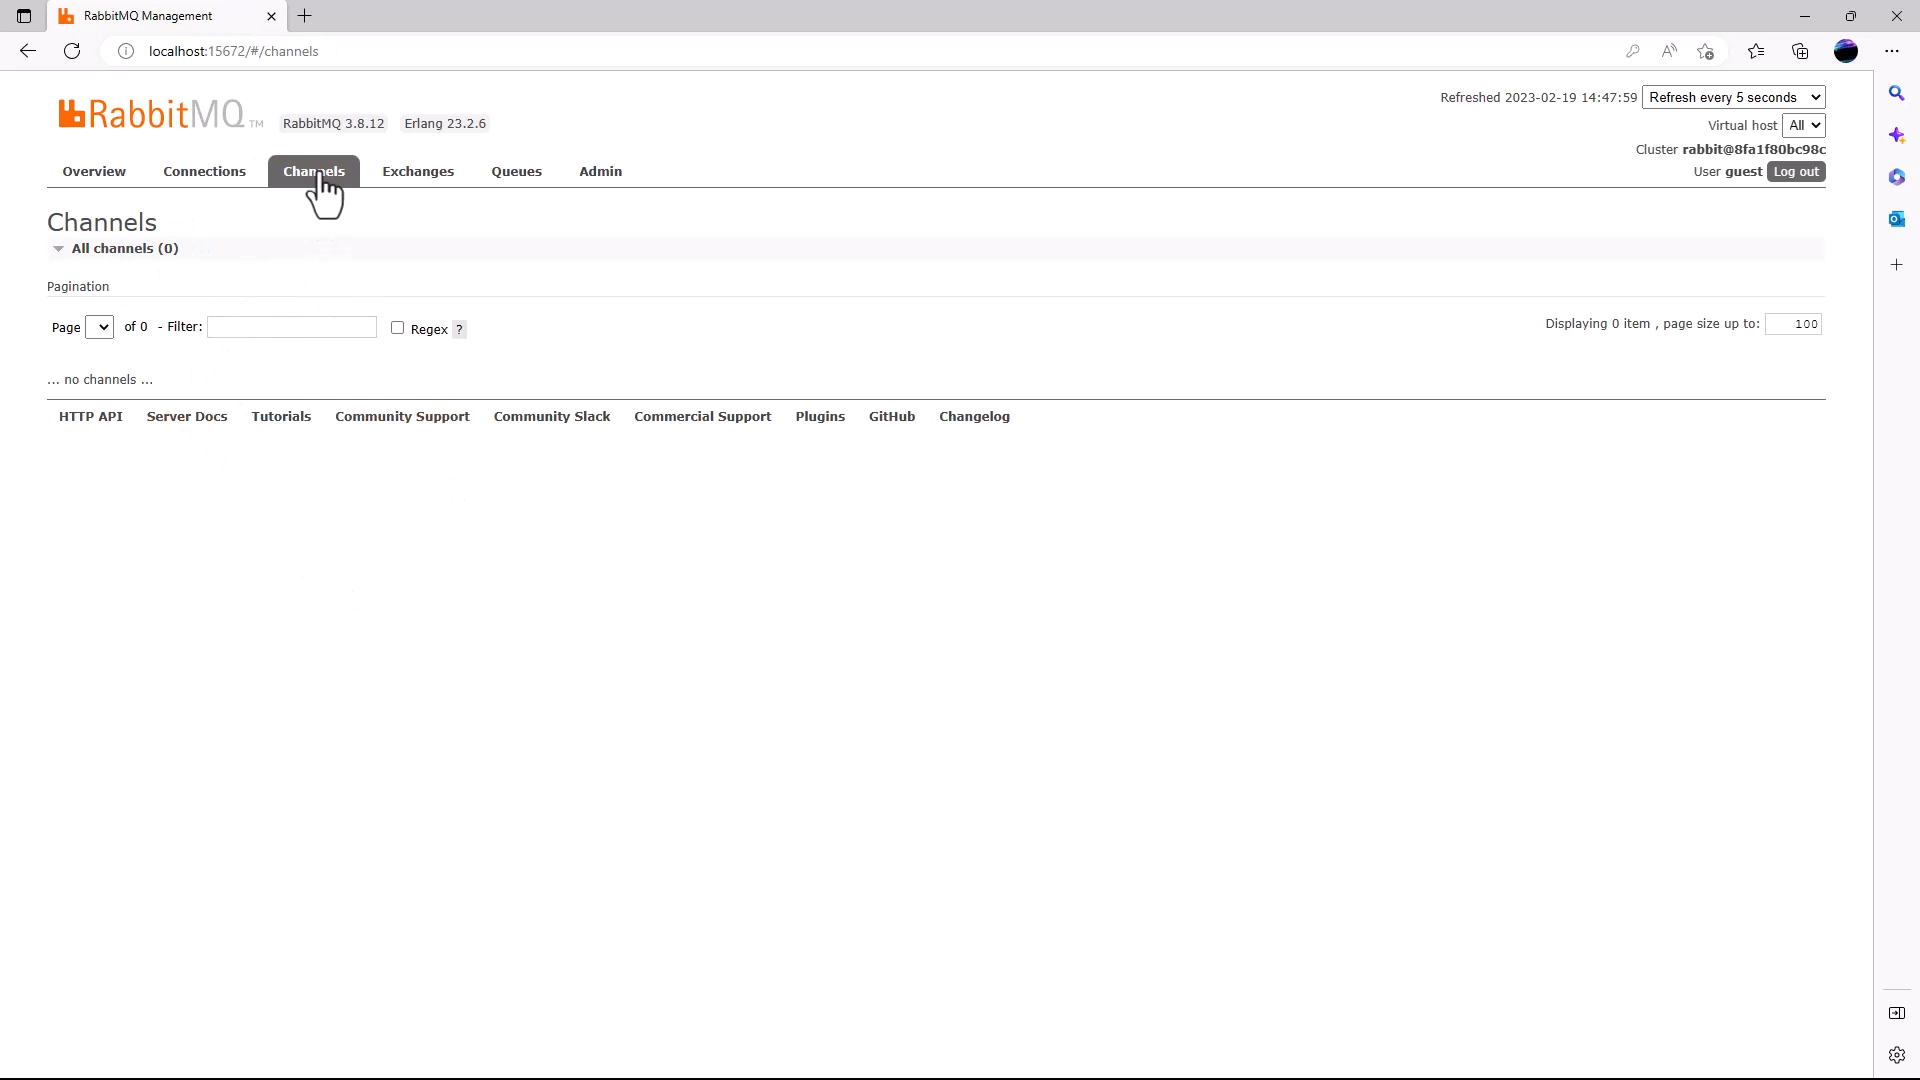 RabbitMQ Management
localhost:15672/#/channels
RabbitMQ TM RabbitMQ 3.8.12 Erlang 23.2.6
Refreshed 2023-02-19 14:47:59 Refresh every 5 seconds
Virtual host All
Cluster rabbit@8fa1f80bc98c
User guest Log out
Overview Connections Channels Exchanges Queues Admin
Channels
All channels (0)
Pagination
Page of 0 - Filter: Regex ? Displaying 0 item , page size up to: 100
... no channels ...
HTTP API Server Docs Tutorials Community Support Community Slack Commercial Support Plugins GitHub Changelog